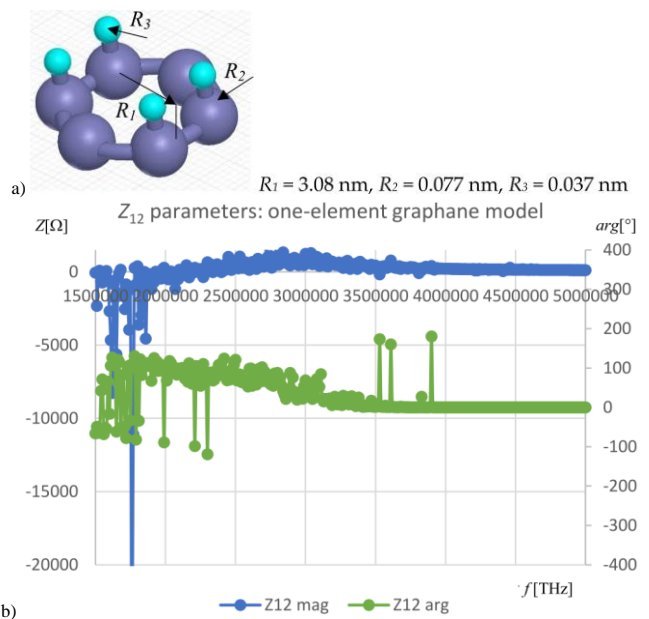 a)
R3
R2
R1
R1 = 3.08 nm, R2 = 0.077 nm, R3 = 0.037 nm
Z12 parameters: one-element graphane model
Z[Ω]
arg[°]
0
-5000
-10000
-15000
-20000
1500000 2000000 2500000 3000000 3500000 4000000 4500000 5000000
400
300
200
100
0
-100
-200
-300
-400
f[THz]
b)
Z12 mag
Z12 arg